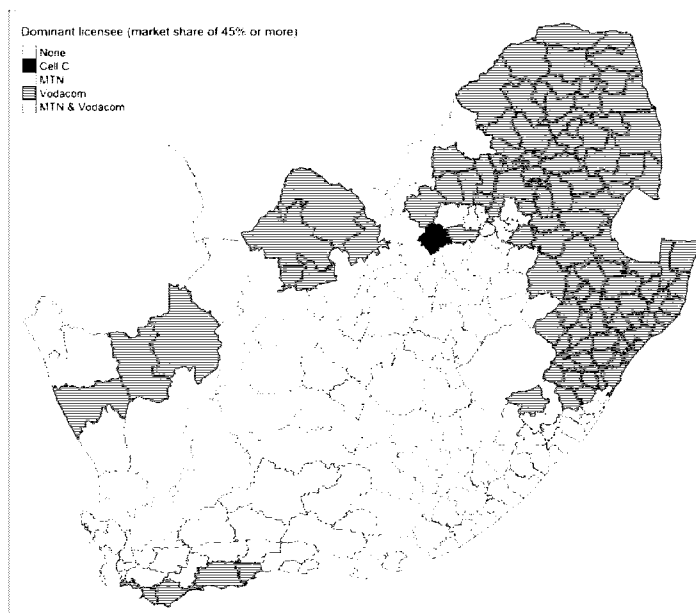 Dominant licensee (market share of 45% or more)
None
Cell C
MTN
Vodacom
MTN & Vodacom